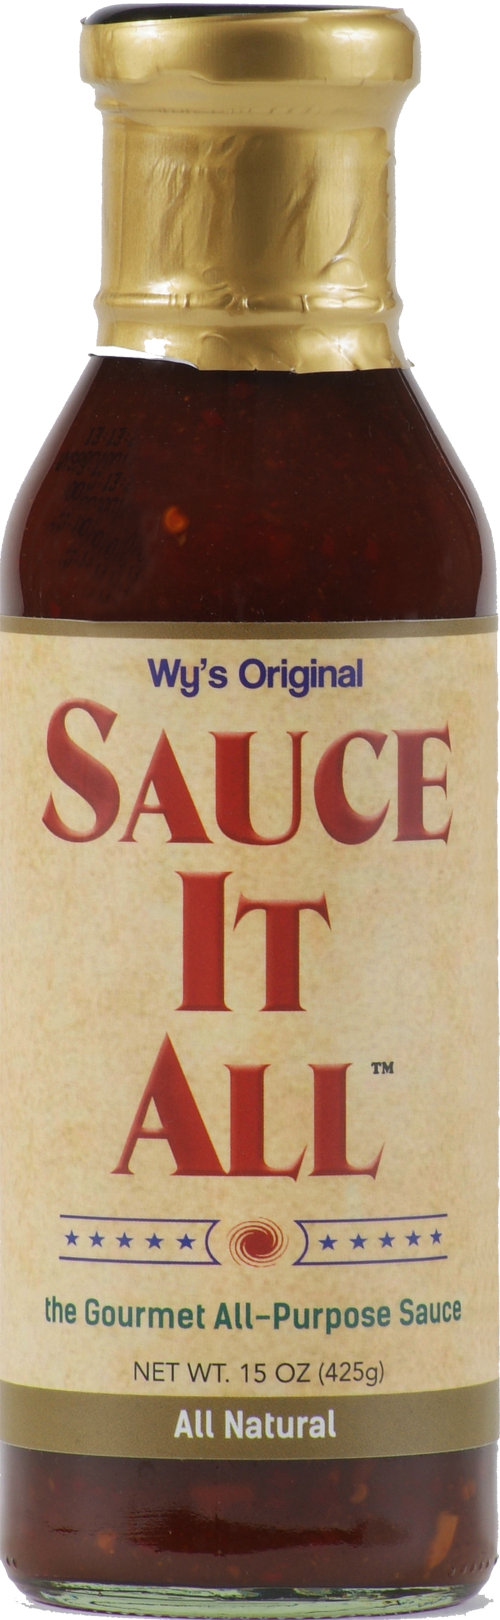 Wy's Original
SAUCE
IT
ALL™
the Gourmet All-Purpose Sauce
NET WT. 15 OZ (425g)
All Natural